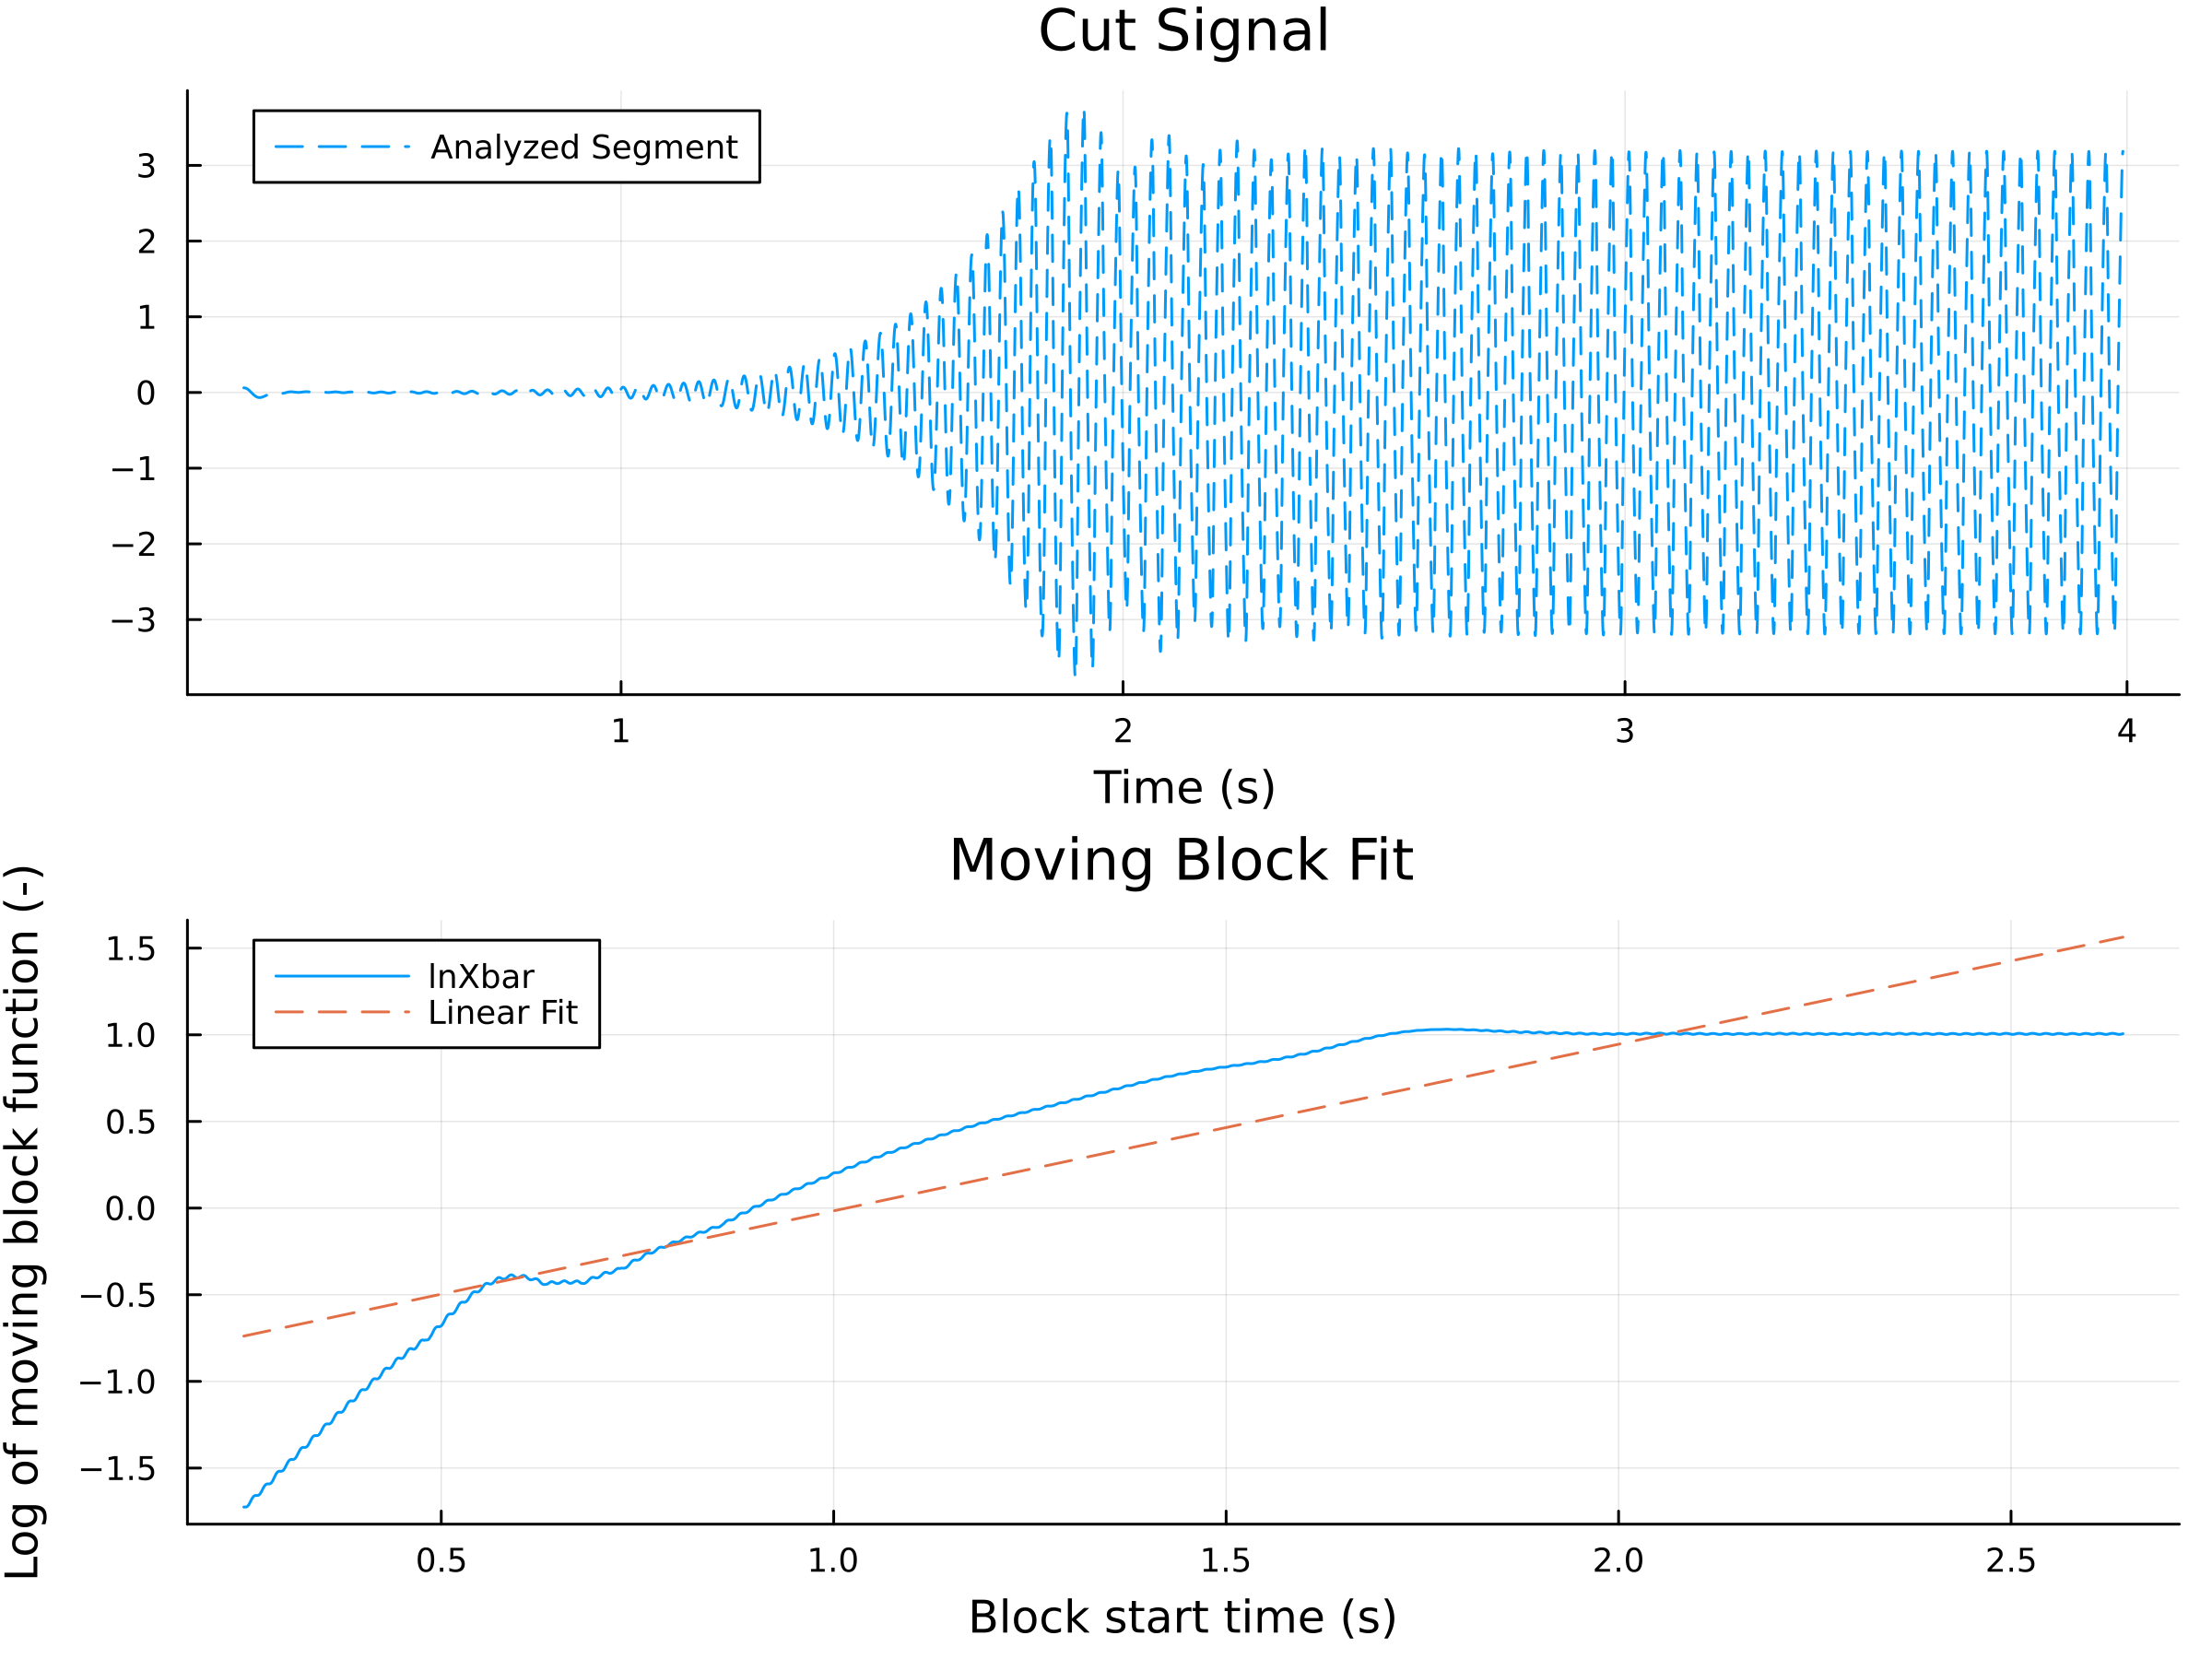 Cut Signal
Analyzed Segment
3
2
1
0
−1
−2
−3
1 2 3 4
Time (s)
Moving Block Fit
Log of moving block function (-)
lnXbar
Linear Fit
1.5
1.0
0.5
0.0
−0.5
−1.0
−1.5
0.5 1.0 1.5 2.0 2.5
Block start time (s)